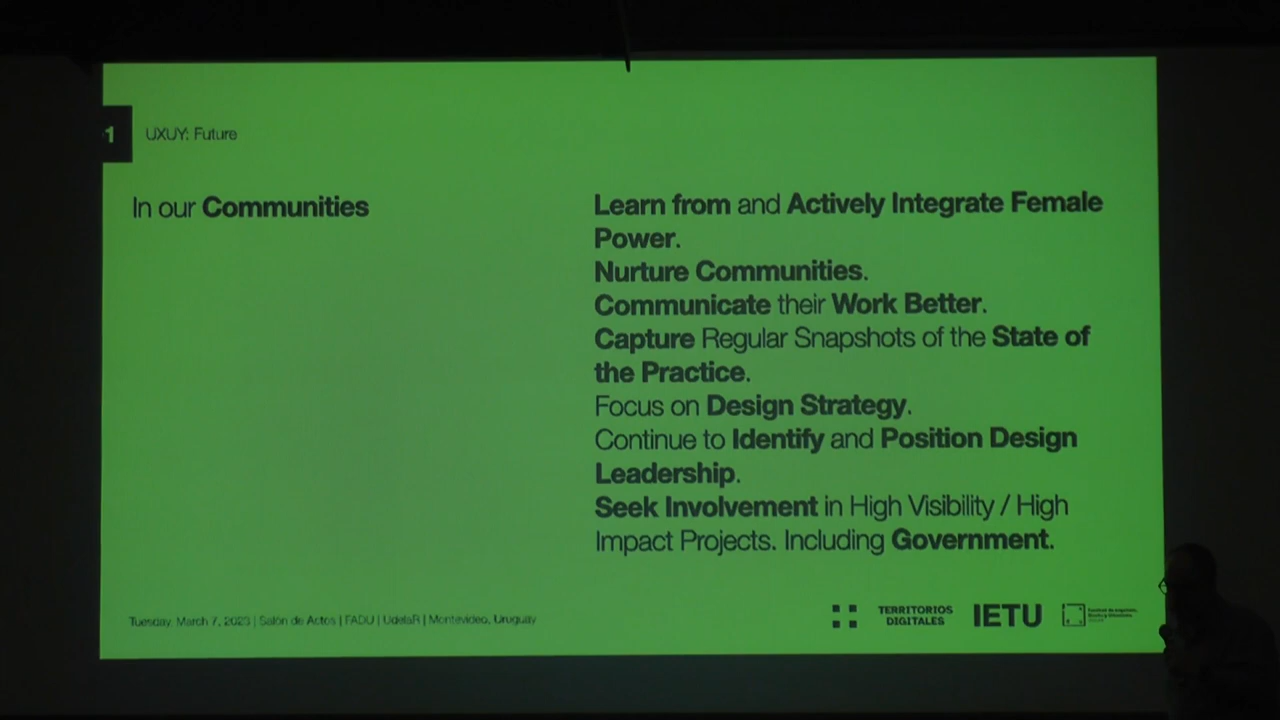 1
UXUY: Future
In our Communities
Learn from and Actively Integrate Female
Power.
Nurture Communities.
Communicate their Work Better.
Capture Regular Snapshots of the State of
the Practice.
Focus on Design Strategy.
Continue to Identify and Position Design
Leadership.
Seek Involvement in High Visibility / High
Impact Projects. Including Government.
Tuesday, March 7, 2023 | Salón de Actos | FADU | UdelaR | Montevideo, Uruguay
TERRITORIOS
DIGITALES
IETU